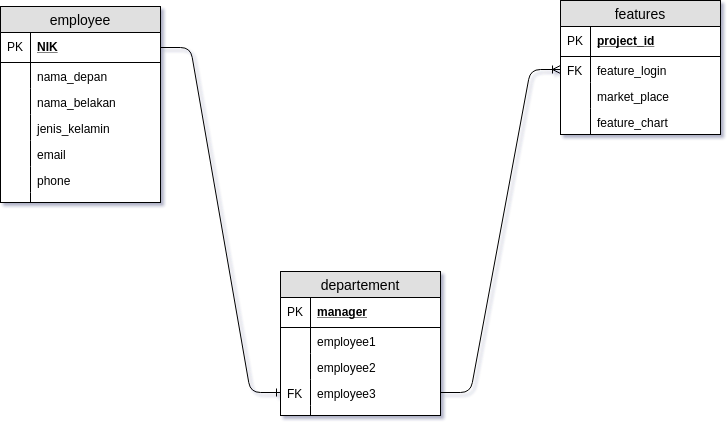 employee
PK NIK
nama_depan
nama_belakan
jenis_kelamin
email
phone
features
PK project_id
FK feature_login
market_place
feature_chart
departement
PK manager
employee1
employee2
FK employee3